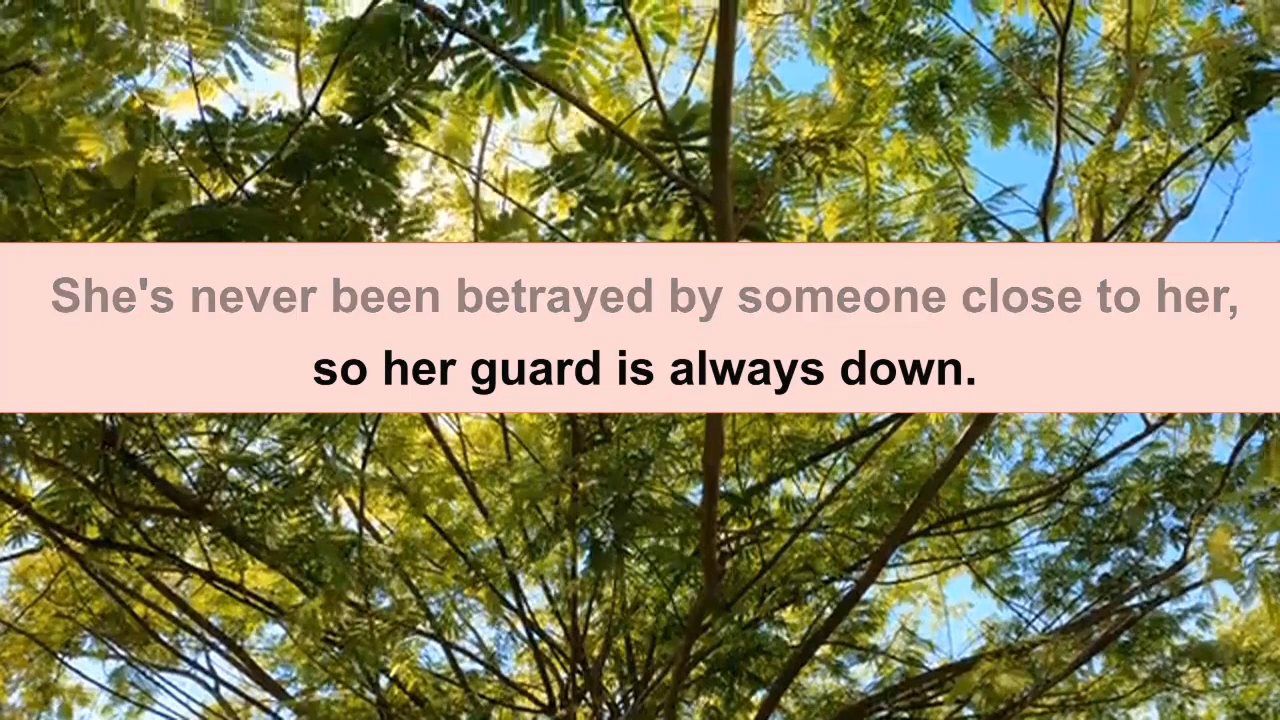 She's never been betrayed by someone close to her,
so her guard is always down.